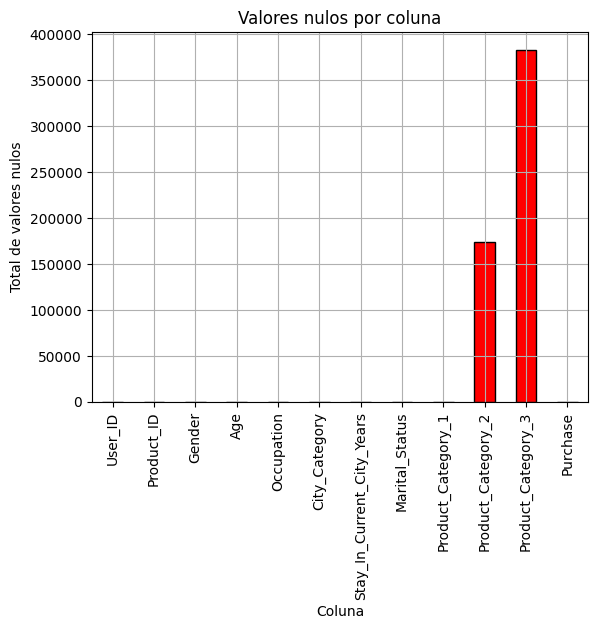 Valores nulos por coluna
Total de valores nulos
400000
350000
300000
250000
200000
150000
100000
50000
0
User_ID
Product_ID
Gender
Age
Occupation
City_Category
Stay_In_Current_City_Years
Marital_Status
Product_Category_1
Product_Category_2
Product_Category_3
Purchase
Coluna